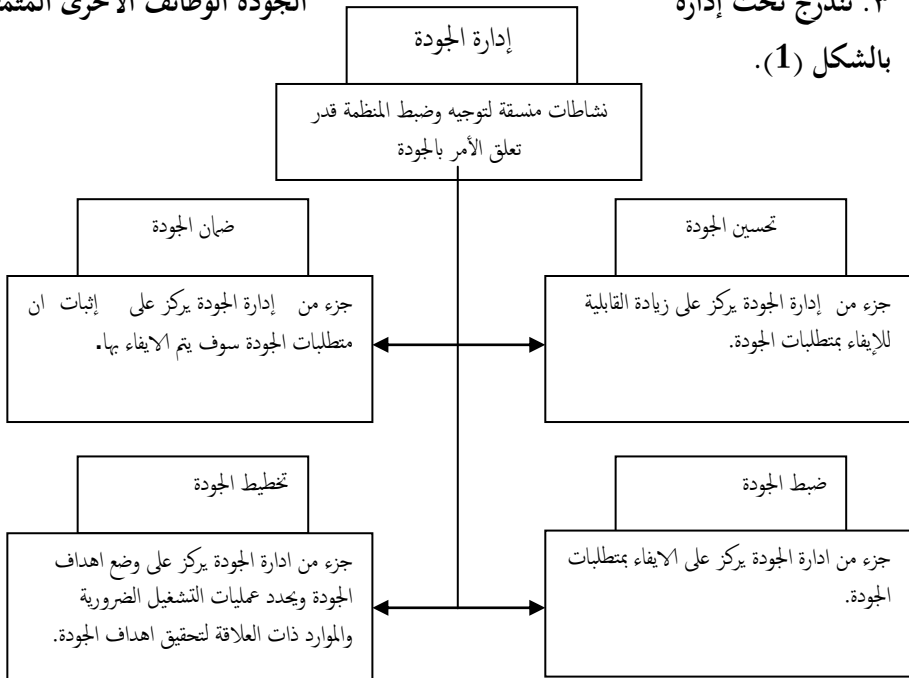 ٣. تندرج تحت إدارة الجودة الوظائف الأخرى
بالشكل (1).
إدارة الجودة
نشاطات منسقة لتوجيه وضبط المنظمة قدر
تعلق الأمر بالجودة
تحسين الجودة
جزء من إدارة الجودة يركز على زيادة القابلية
للإيفاء بمتطلبات الجودة.
ضمان الجودة
جزء من إدارة الجودة يركز على إثبات ان
متطلبات الجودة سوف يتم الايفاء بها.
ضبط الجودة
جزء من ادارة الجودة يركز على الايفاء بمتطلبات
الجودة.
تخطيط الجودة
جزء من ادارة الجودة يركز على وضع اهداف
الجودة ويحدد عمليات التشغيل الضرورية
والموارد ذات العلاقة لتحقيق اهداف الجودة.